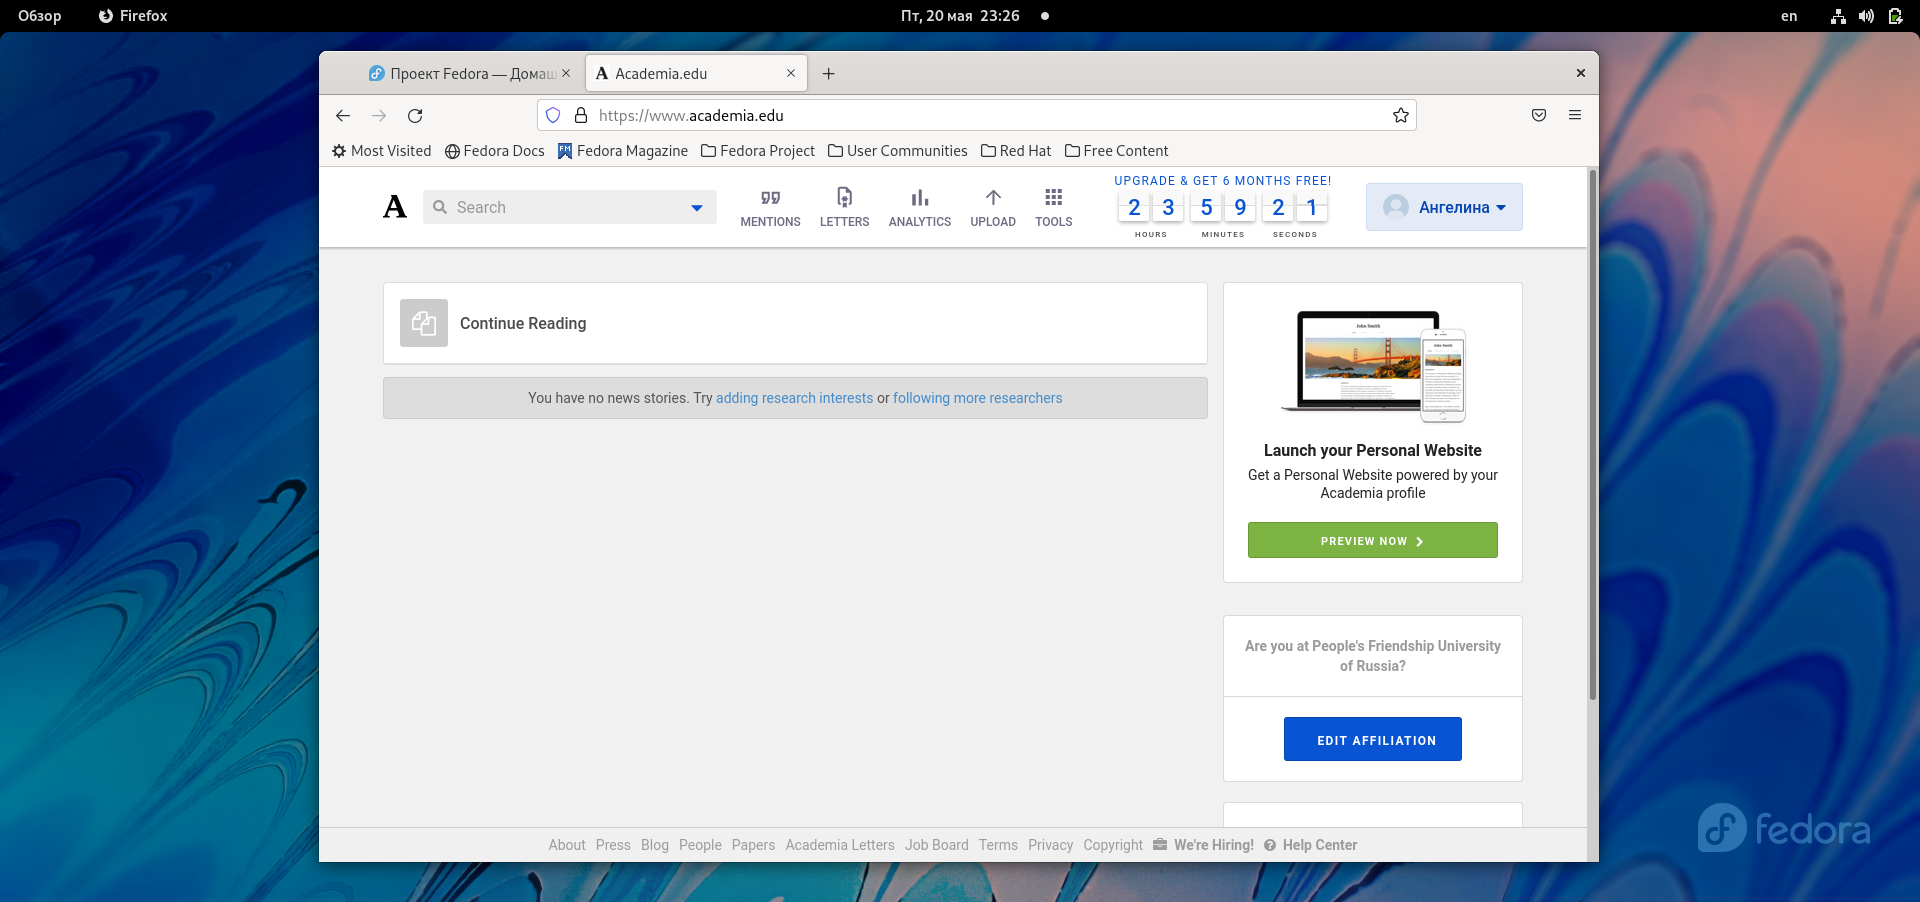 Обзор Firefox Пт, 20 мая 23:26 en
Проект Fedora — Домаш Academia.edu
https://www.academia.edu
Most Visited Fedora Docs Fedora Magazine Fedora Project User Communities Red Hat Free Content
A Search
MENTIONS LETTERS ANALYTICS UPLOAD TOOLS
UPGRADE & GET 6 MONTHS FREE!
2 3 5 9 2 1
HOURS MINUTES SECONDS
Ангелина
Continue Reading
You have no news stories. Try adding research interests or following more researchers
John Smith
John Smith
Launch your Personal Website
Get a Personal Website powered by your
Academia profile
PREVIEW NOW
Are you at People's Friendship University
of Russia?
EDIT AFFILIATION
About Press Blog People Papers Academia Letters Job Board Terms Privacy Copyright We're Hiring! Help Center
fedora